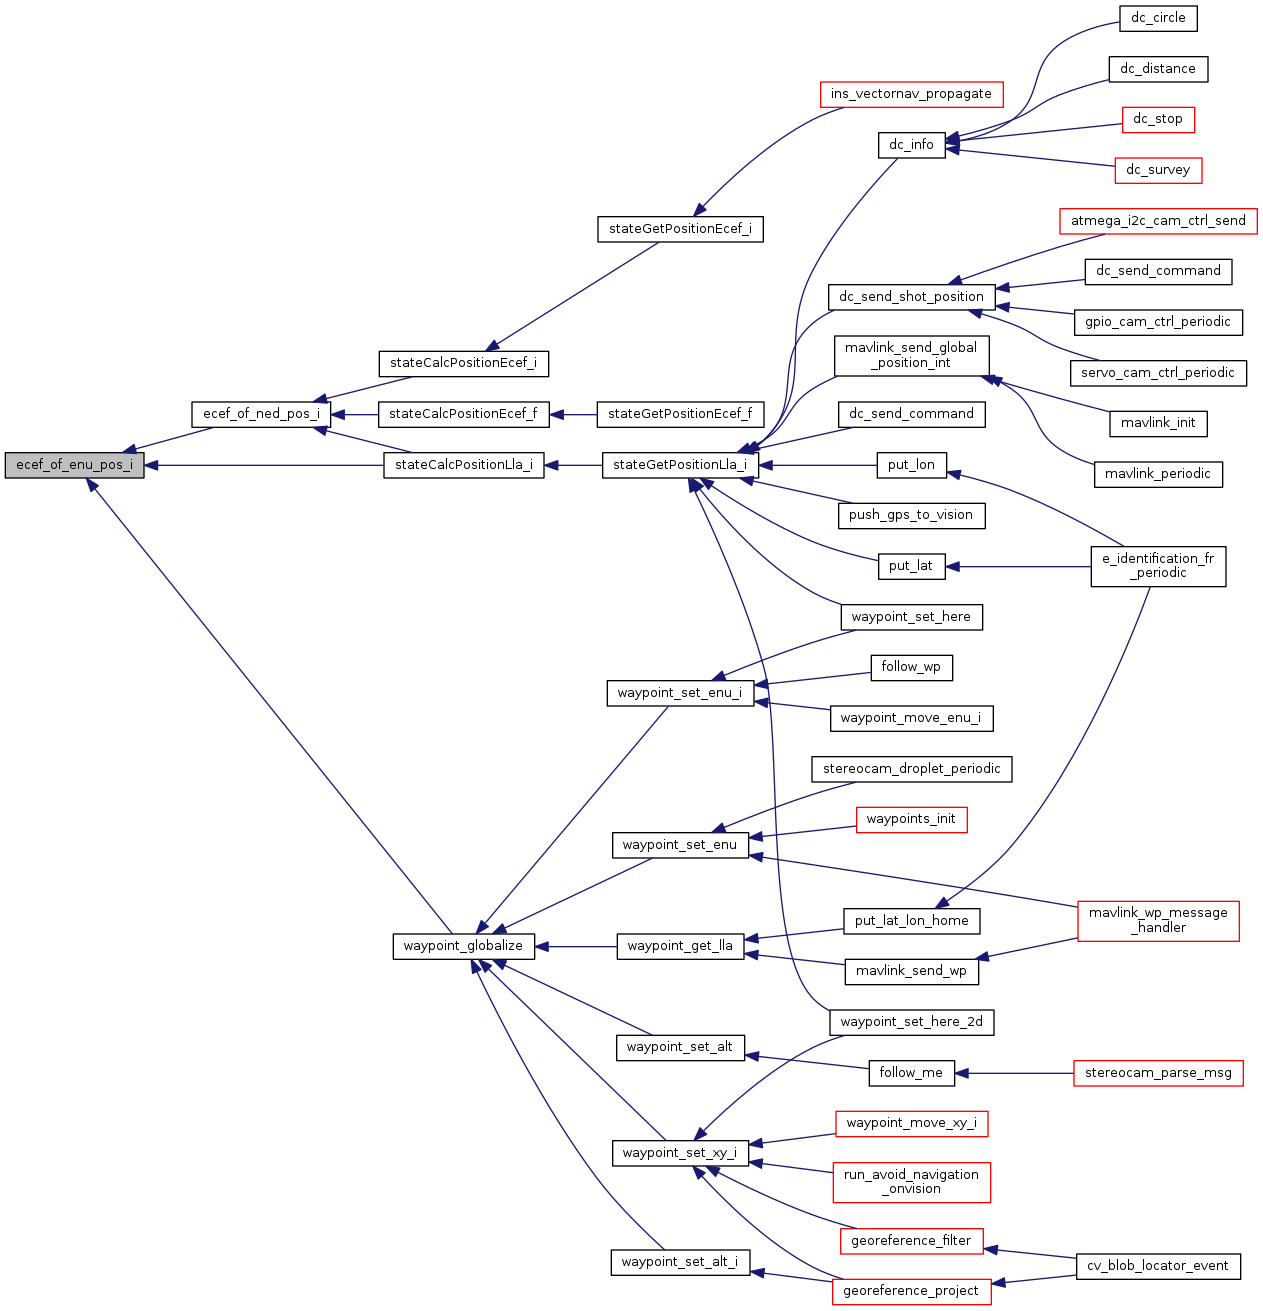 dc_circle
dc_distance
ins_vectornav_propagate
dc_stop
dc_info
dc_survey
atmega_i2c_cam_ctrl_send
stateGetPositionEcef_i
dc_send_command
dc_send_shot_position
gpio_cam_ctrl_periodic
mavlink_send_global
_position_int
stateCalcPositionEcef_i
servo_cam_ctrl_periodic
ecef_of_ned_pos_i
stateCalcPositionEcef_f
stateGetPositionEcef_f
dc_send_command
mavlink_init
ecef_of_enu_pos_i
stateCalcPositionLla_i
stateGetPositionLla_i
put_lon
mavlink_periodic
push_gps_to_vision
put_lat
e_identification_fr
_periodic
waypoint_set_here
follow_wp
waypoint_set_enu_i
waypoint_move_enu_i
stereocam_droplet_periodic
waypoints_init
waypoint_set_enu
put_lat_lon_home
mavlink_wp_message
_handler
waypoint_globalize
waypoint_get_lla
mavlink_send_wp
waypoint_set_here_2d
waypoint_set_alt
follow_me
stereocam_parse_msg
waypoint_move_xy_i
waypoint_set_xy_i
run_avoid_navigation
_onvision
georeference_filter
waypoint_set_alt_i
cv_blob_locator_event
georeference_project